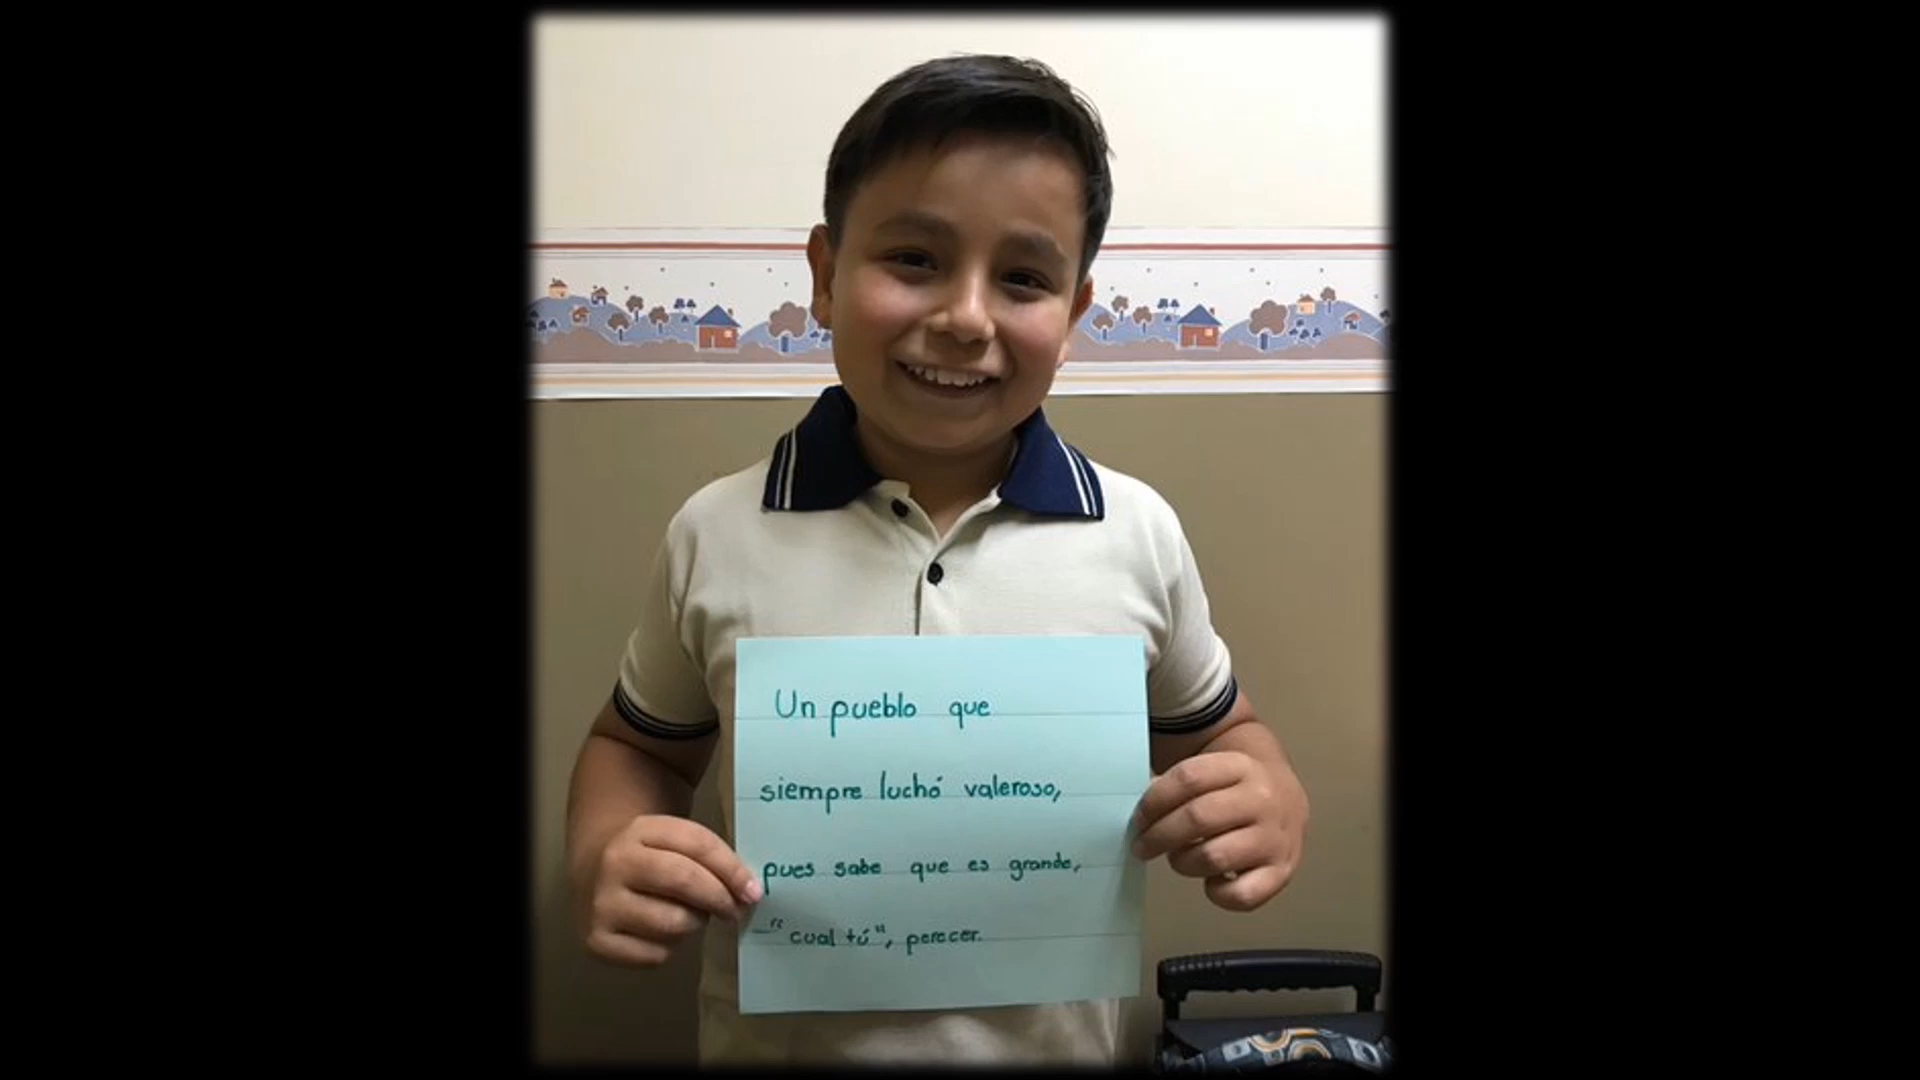 Un pueblo que
siempre luchó valeroso,
pues sabe que es grande,
"cual tú", perecer.